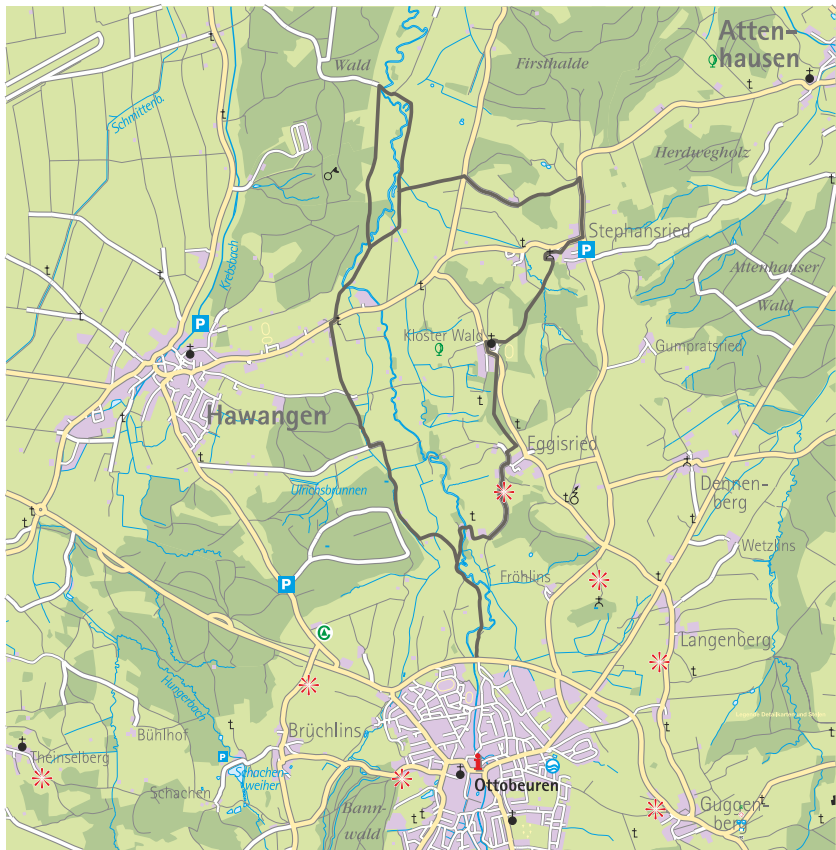 Atten-
hausen
Wald
Firsthalde
Schmittenb.
Herdwegholz
Stephansried
P
Krebsbach
Attenhauser
Wald
P
Kloster Wald
Gumpratsried
Hawangen
Eggisried
Ulrichsbrunnen
Dennen-
berg
Wetzlins
Fröhlins
P
Langenberg
Hungerbach
Brüchlins
Bühlhof
Theinselberg
P
Schachen-
weiher
Schachen
i
Ottobeuren
Bann-
wald
Guggen-
berg